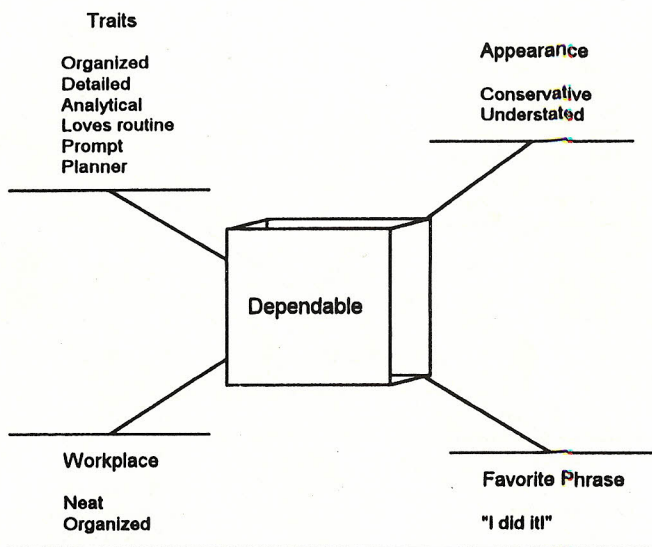 Traits
Organized
Detailed
Analytical
Loves routine
Prompt
Planner
Appearance
Conservative
Understated
Dependable
Workplace
Neat
Organized
Favorite Phrase
"I did it!"